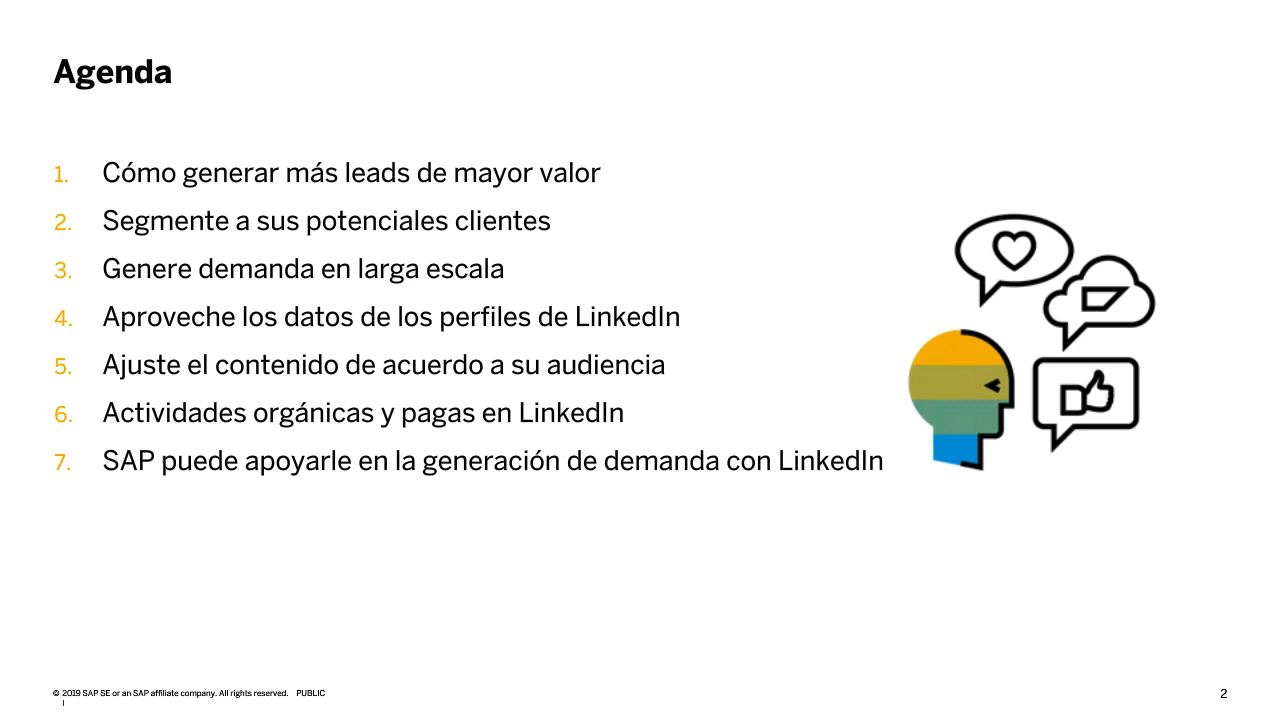 Agenda
1. Cómo generar más leads de mayor valor
2. Segmente a sus potenciales clientes
3. Genere demanda en larga escala
4. Aproveche los datos de los perfiles de LinkedIn
5. Ajuste el contenido de acuerdo a su audiencia
6. Actividades orgánicas y pagas en LinkedIn
7. SAP puede apoyarle en la generación de demanda con LinkedIn
© 2019 SAP SE or an SAP affiliate company. All rights reserved. PUBLIC
|
2